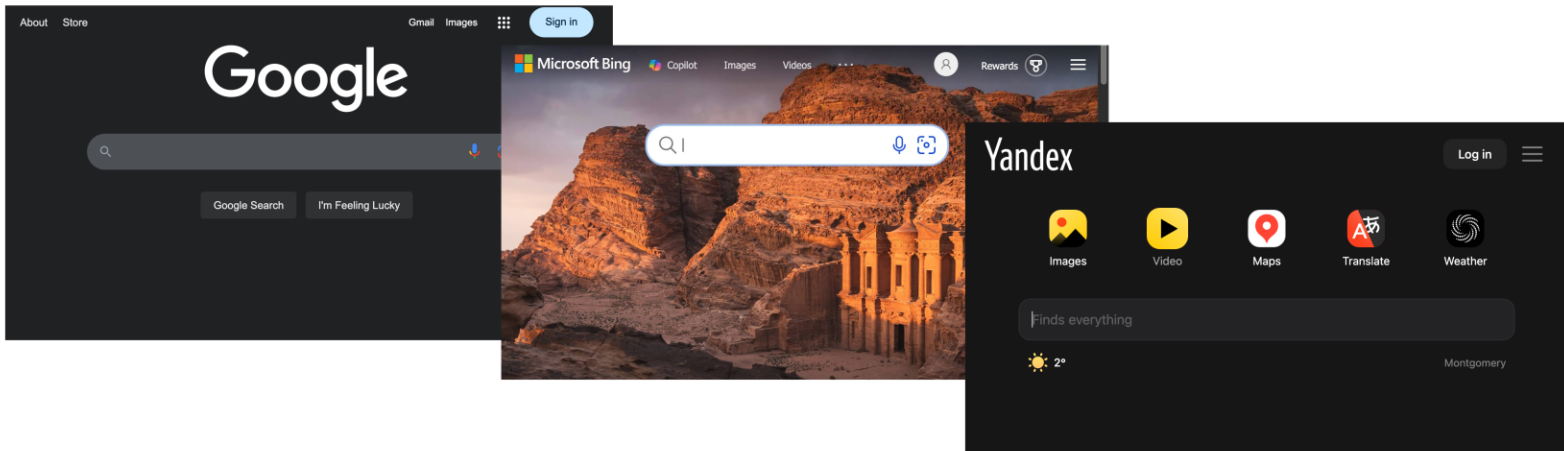 About Store Gmail Images Sign in
Google
Google Search I'm Feeling Lucky
Microsoft Bing Copilot Images Videos ... Rewards
Yandex Log in
Images Video Maps Translate Weather
Finds everything
2° Montgomery